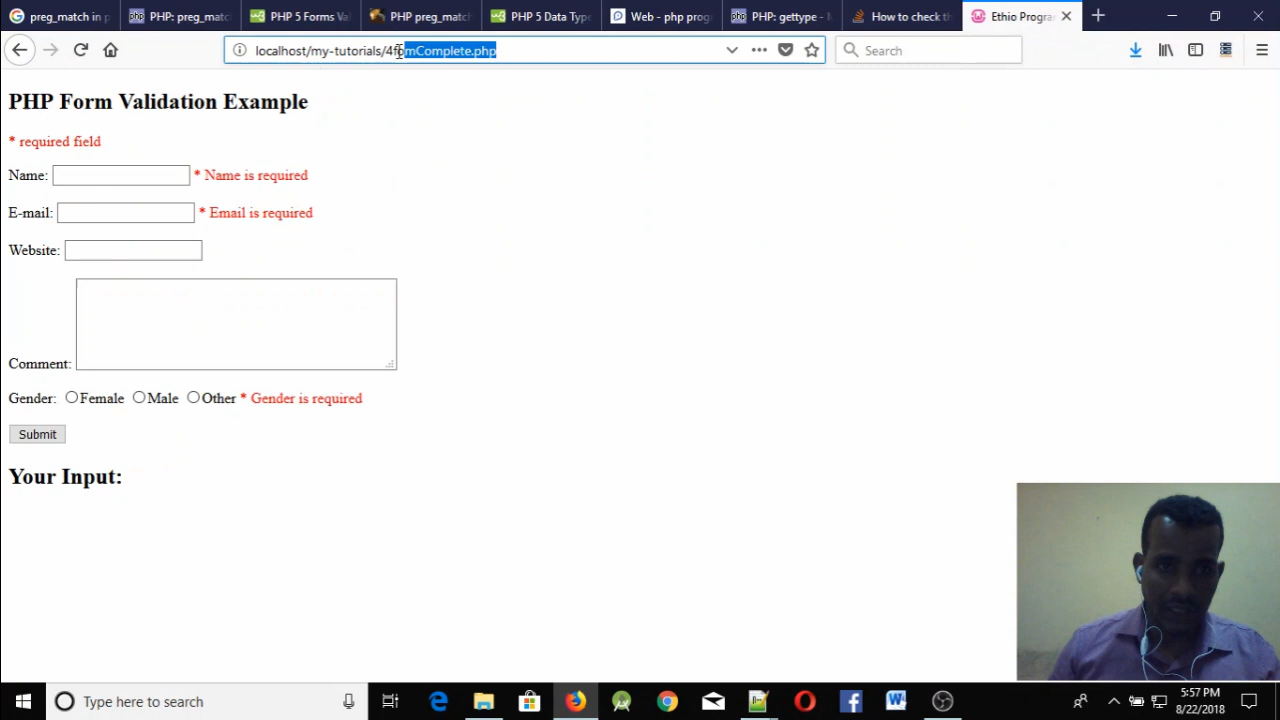 preg_match in p
PHP: preg_matc
PHP 5 Forms Va
PHP preg_matc
PHP 5 Data Type
Web - php prog
PHP: gettype - M
How to check th
Ethio Progra
localhost/my-tutorials/4fomComplete.php
Search
PHP Form Validation Example
* required field
Name: * Name is required
E-mail: * Email is required
Website:
Comment:
Gender: Female Male Other * Gender is required
Submit
Your Input:
Type here to search
5:57 PM
8/22/2018